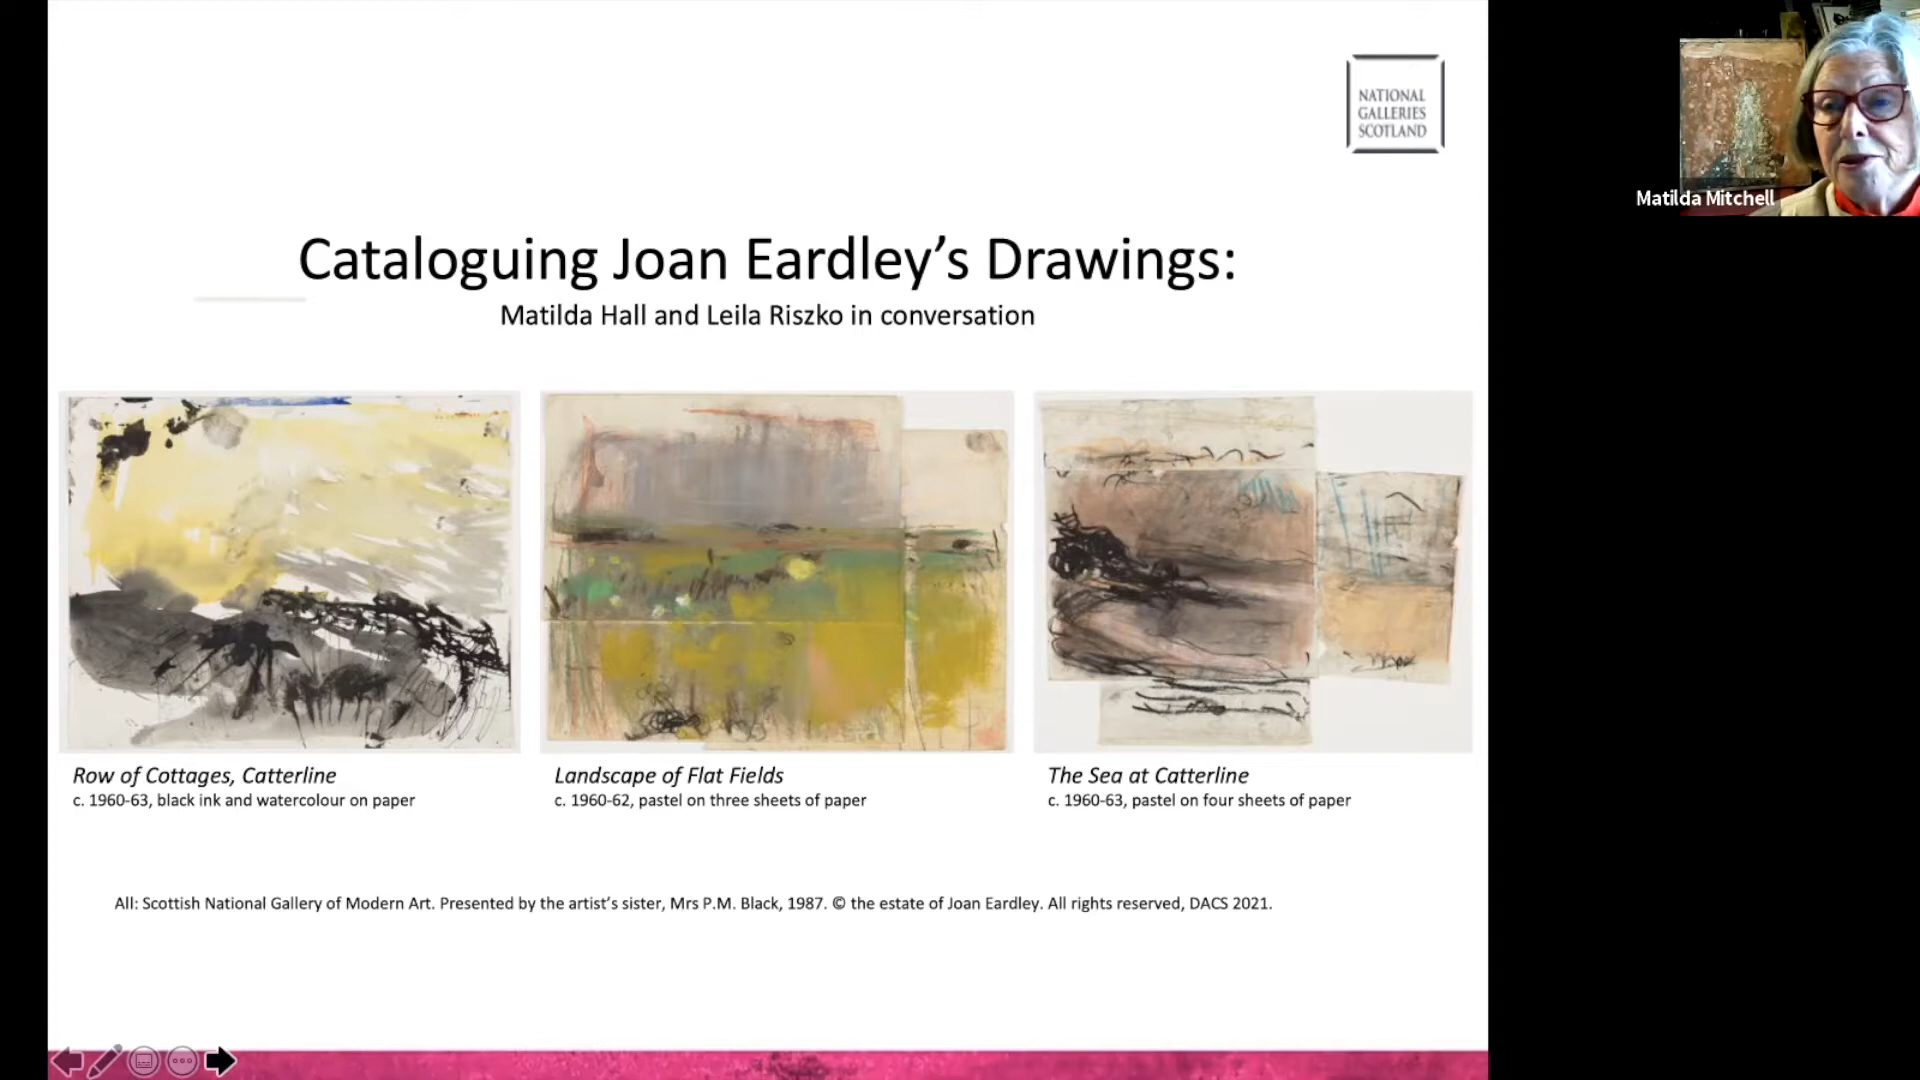 NATIONAL
GALLERIES
SCOTLAND
Matilda Mitchell
Cataloguing Joan Eardley’s Drawings:
Matilda Hall and Leila Riszko in conversation
Row of Cottages, Catterline
c. 1960-63, black ink and watercolour on paper
Landscape of Flat Fields
c. 1960-62, pastel on three sheets of paper
The Sea at Catterline
c. 1960-63, pastel on four sheets of paper
All: Scottish National Gallery of Modern Art. Presented by the artist’s sister, Mrs P.M. Black, 1987. © the estate of Joan Eardley. All rights reserved, DACS 2021.